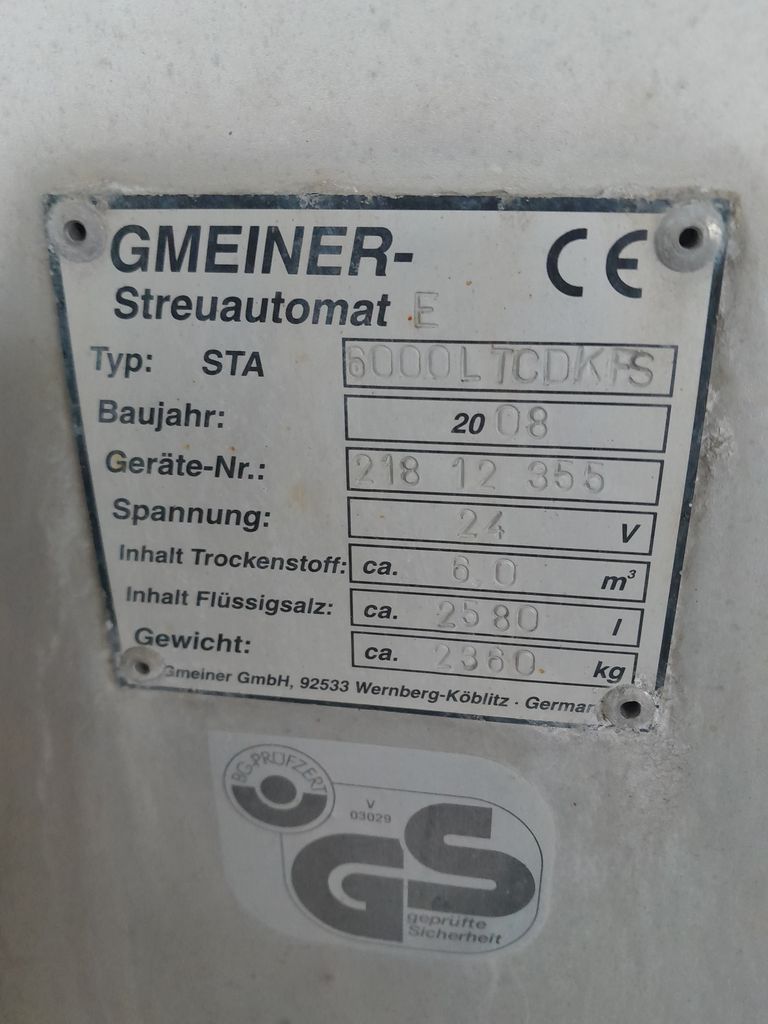 GMEINER- CE
Streuautomat E
Typ: STA 6000L TCDKFS
Baujahr: 2008
Geräte-Nr.: 218 12 355
Spannung: 24 V
Inhalt Trockenstoff: ca. 6,0 m³
Inhalt Flüssigsalz: ca. 2580 l
Gewicht: ca. 2360 kg
Gmeiner GmbH, 92533 Wernberg-Köblitz · German
BG-PRÜFZERT
V
03029
GS
geprüfte
Sicherheit